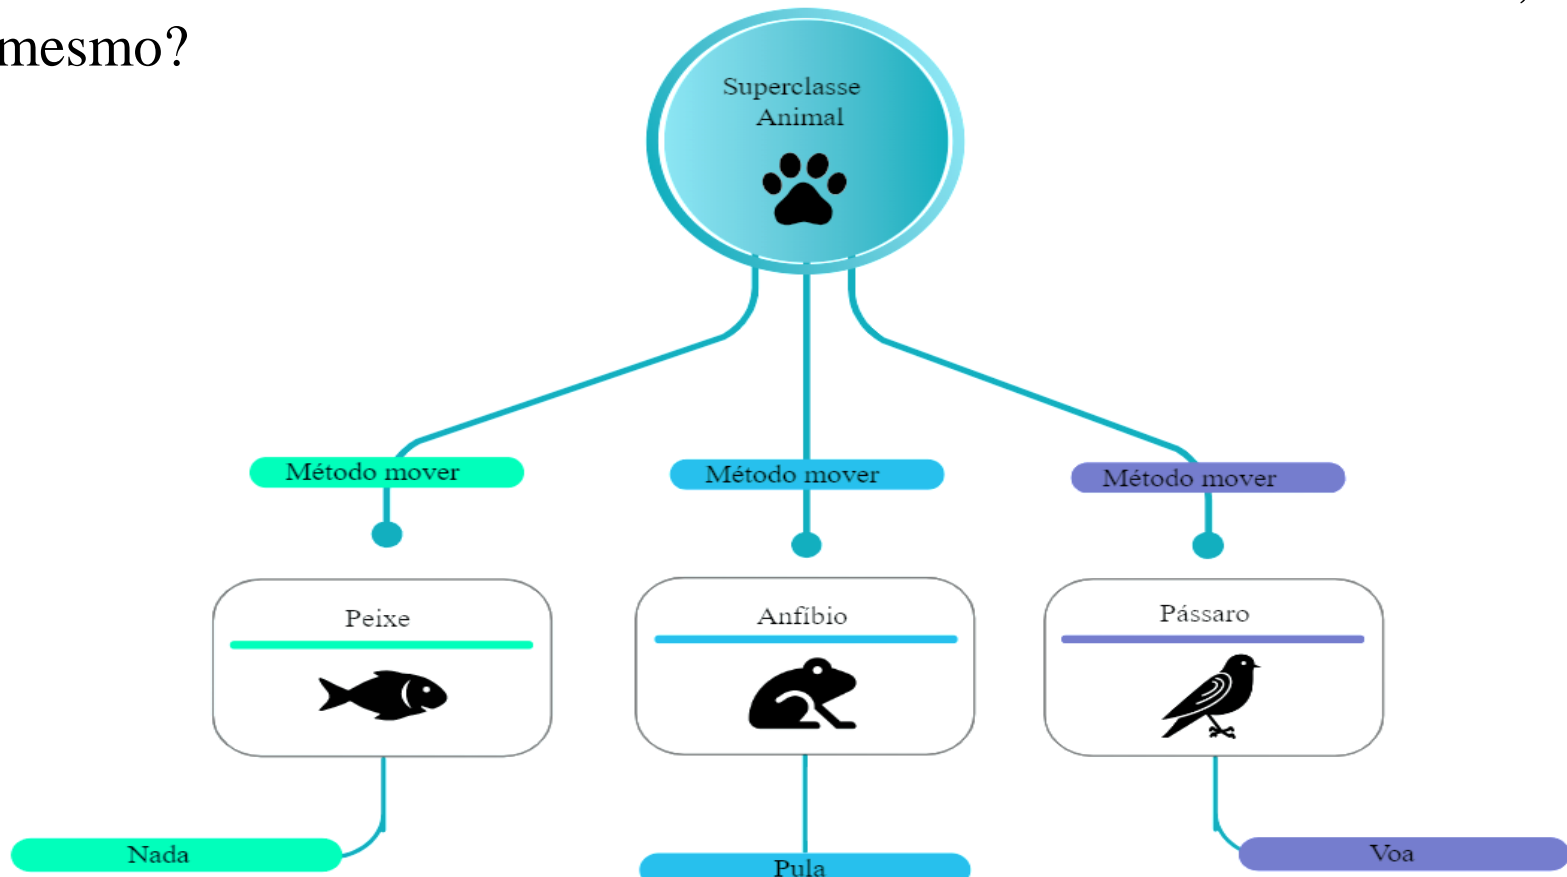 mesmo?
Superclasse
Animal
Método mover
Método mover
Método mover
Peixe
Anfíbio
Pássaro
Nada
Pula
Voa